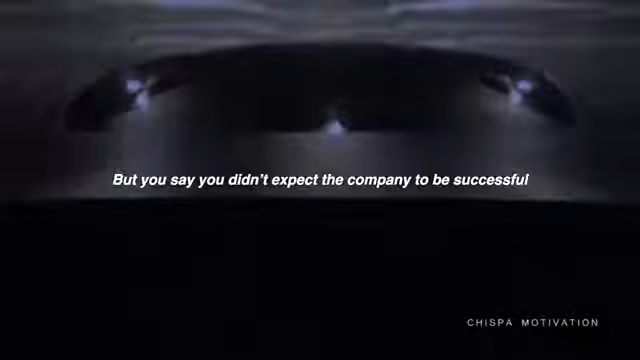 But you say you didn't expect the company to be successful
CHISPA MOTIVATION